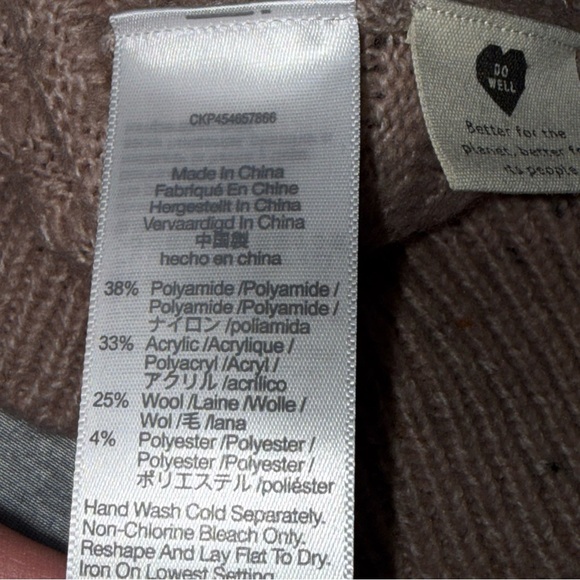 CKP454657866
Made In China
Fabriqué En Chine
Hergestellt In China
Vervaardigd In China
中国製
hecho en china
38% Polyamide /Polyamide /
Polyamide /Polyamide /
ナイロン /poliamida
33% Acrylic /Acrylique /
Polyacryl /Acryl /
アクリル /acrílico
25% Wool /Laine /Wolle /
Wol /毛 /lana
4% Polyester /Polyester /
Polyester /Polyester /
ポリエステル /poliéster
Hand Wash Cold Separately.
Non-Chlorine Bleach Only.
Reshape And Lay Flat To Dry.
Iron On Lowest Setting
DO
WELL
Better for the
planet, better
its people